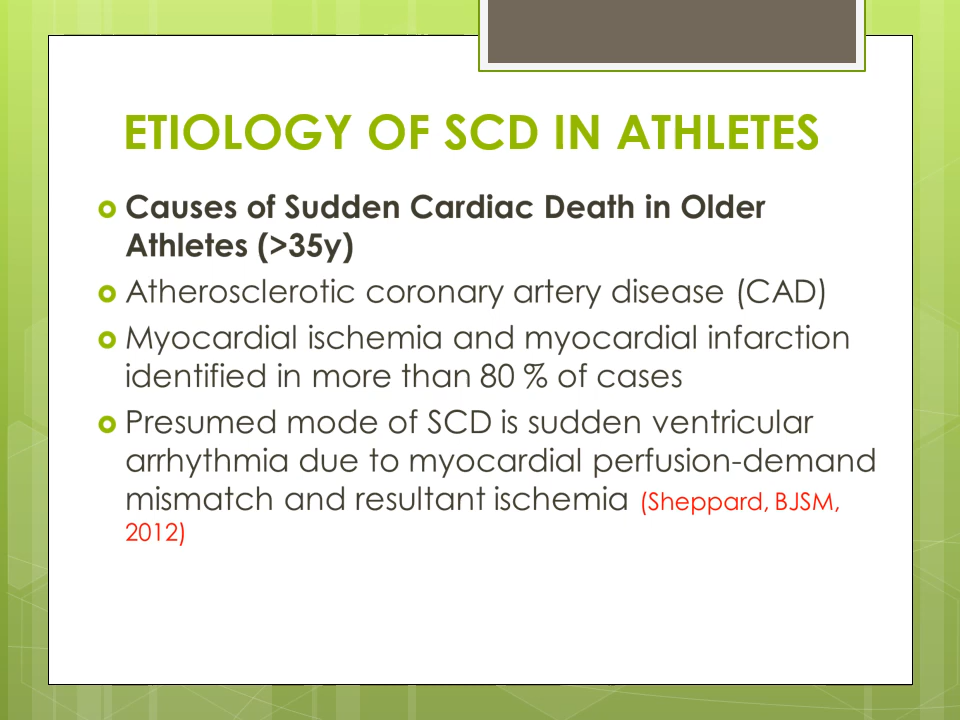 ETIOLOGY OF SCD IN ATHLETES
Causes of Sudden Cardiac Death in Older
Athletes (>35y)
Atherosclerotic coronary artery disease (CAD)
Myocardial ischemia and myocardial infarction
identified in more than 80 % of cases
Presumed mode of SCD is sudden ventricular
arrhythmia due to myocardial perfusion-demand
mismatch and resultant ischemia (Sheppard, BJSM,
2012)